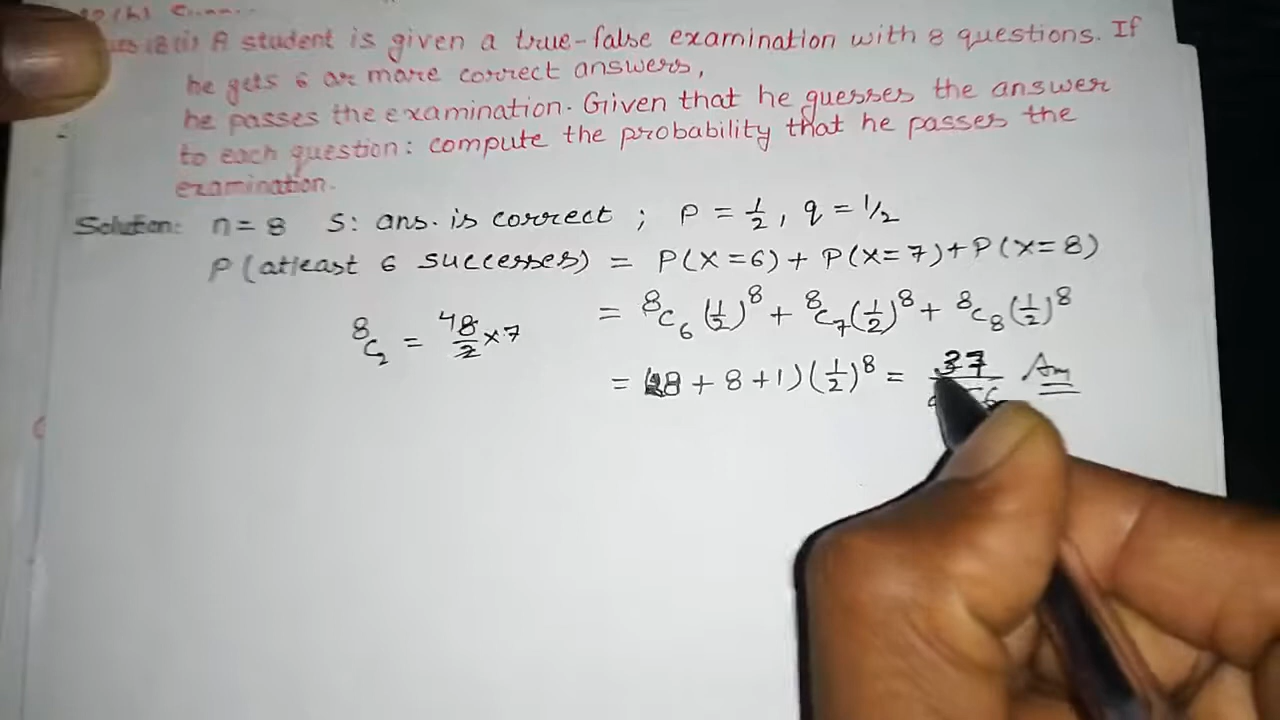 is given a true-false examination with 8 questions. If
he gets 6 or more correct answers,
he passes the examination. Given that he guesses the answer
to each question: compute the probability that he passes the
examination.
Solution: n = 8 S: ans. is correct ; P = 1/2, q = 1/2
P (atleast 6 successes) = P(X = 6) + P(X = 7) + P(X = 8)
= ⁸C₆ (1/2)⁸ + ⁸C₇ (1/2)⁸ + ⁸C₈ (1/2)⁸
⁸C₂ = 8/2 × 7
= (28 + 8 + 1) (1/2)⁸ = 37 Ans